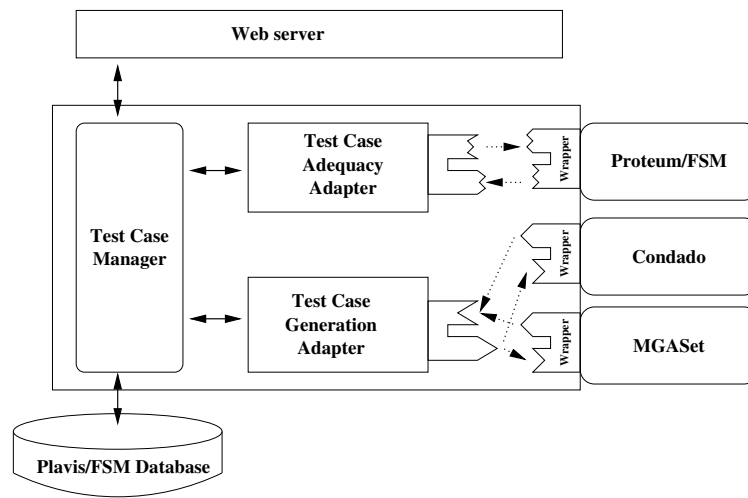 Web server
Test Case
Adequacy
Adapter
Wrapper
Proteum/FSM
Test Case
Manager
Wrapper
Condado
Test Case
Generation
Adapter
Wrapper
MGASet
Plavis/FSM Database